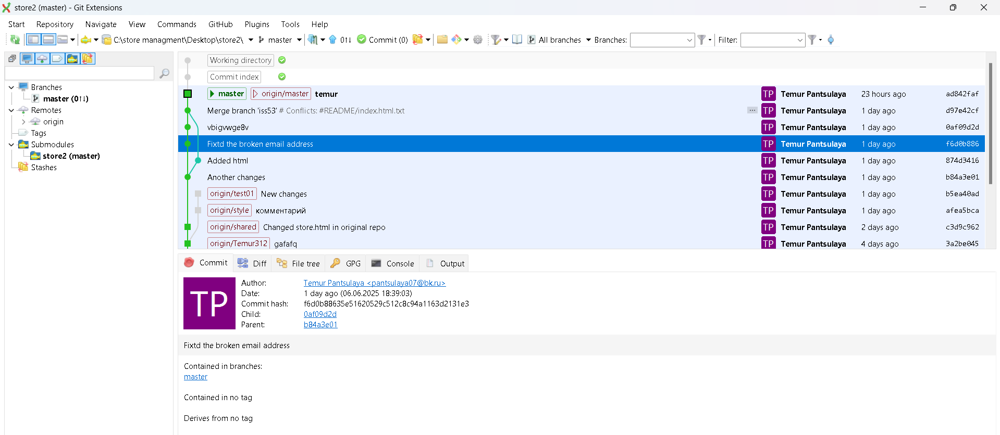 store2 (master) - Git Extensions
Start Repository Navigate View Commands GitHub Plugins Tools Help
C:\store managment\Desktop\store2\ master 0↑↓ Commit (0) All branches Branches: Filter:
Branches
master (0↑↓)
Remotes
origin
Tags
Submodules
store2 (master)
Stashes
Working directory
Commit index
master origin/master temur TP Temur Pantsulaya 23 hours ago ad842faf
Merge branch 'iss53' # Conflicts: #README/index.html.txt ... TP Temur Pantsulaya 1 day ago d97e42cf
vbigvwge8v TP Temur Pantsulaya 1 day ago 0af09d2d
Fixtd the broken email address TP Temur Pantsulaya 1 day ago f6d0b886
Added html TP Temur Pantsulaya 1 day ago 874d3416
Another changes TP Temur Pantsulaya 1 day ago b84a3e01
origin/test01 New changes TP Temur Pantsulaya 1 day ago b5ea40ad
origin/style комментарий TP Temur Pantsulaya 1 day ago afea5bca
origin/shared Changed store.html in original repo TP Temur Pantsulaya 2 days ago c3d9c962
origin/Temur312 gafafq TP Temur Pantsulaya 4 days ago 3a2be045
Commit Diff File tree GPG Console Output
TP
Author: Temur Pantsulaya <pantsulaya07@bk.ru>
Date: 1 day ago (06.06.2025 18:39:03)
Commit hash: f6d0b88635e51620529c512c8c94a1163d2131e3
Child: 0af09d2d
Parent: b84a3e01
Fixtd the broken email address
Contained in branches:
master
Contained in no tag
Derives from no tag